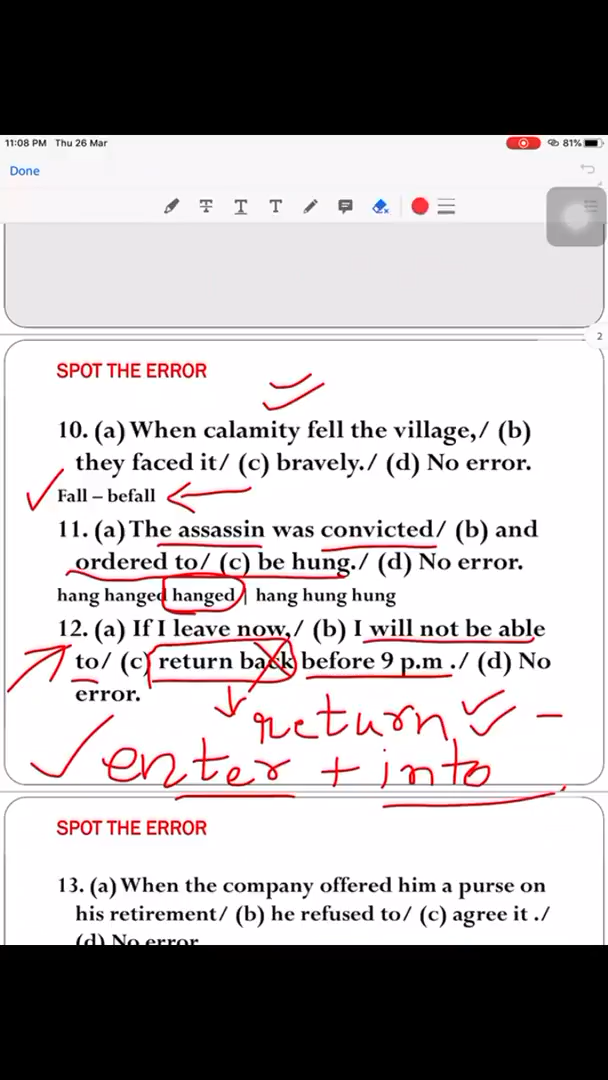 11:08 PM Thu 26 Mar
81%
Done
2
SPOT THE ERROR
10. (a) When calamity fell the village,/ (b)
they faced it/ (c) bravely./ (d) No error.
Fall – befall
11. (a) The assassin was convicted/ (b) and
ordered to/ (c) be hung./ (d) No error.
hang hanged hanged | hang hung hung
12. (a) If I leave now,/ (b) I will not be able
to/ (c) return back before 9 p.m ./ (d) No
error.
return
enter + into
SPOT THE ERROR
13. (a) When the company offered him a purse on
his retirement/ (b) he refused to/ (c) agree it ./
(d) No error